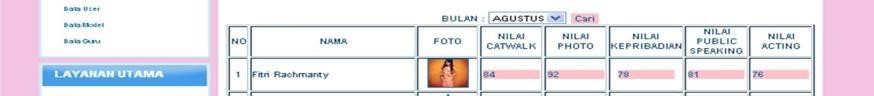 Data User
Data Model
Data Guru
LAYANAN UTAMA
BULAN : AGUSTUS Cari
NO NAMA FOTO NILAI CATWALK NILAI PHOTO NILAI KEPRIBADIAN NILAI PUBLIC SPEAKING NILAI ACTING
1 Fitri Rachmanty 84 92 78 81 76